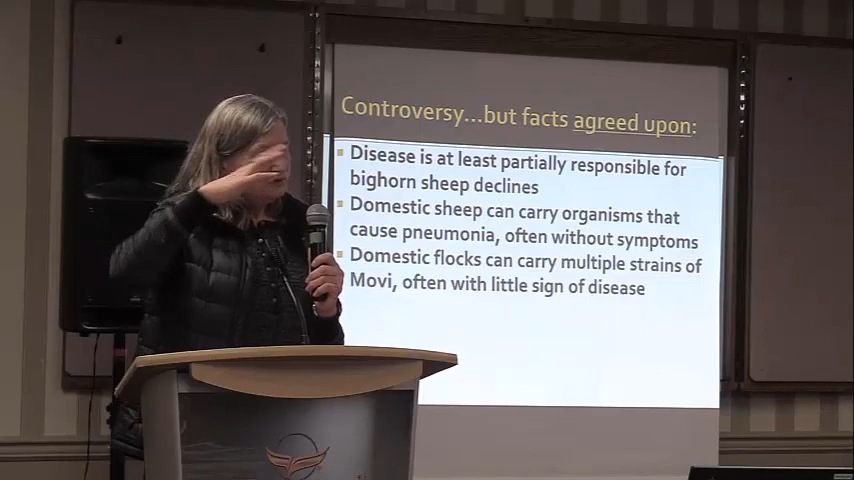 Controversy...but facts agreed upon:
Disease is at least partially responsible for
bighorn sheep declines
Domestic sheep can carry organisms that
cause pneumonia, often without symptoms
Domestic flocks can carry multiple strains of
Movi, often with little sign of disease